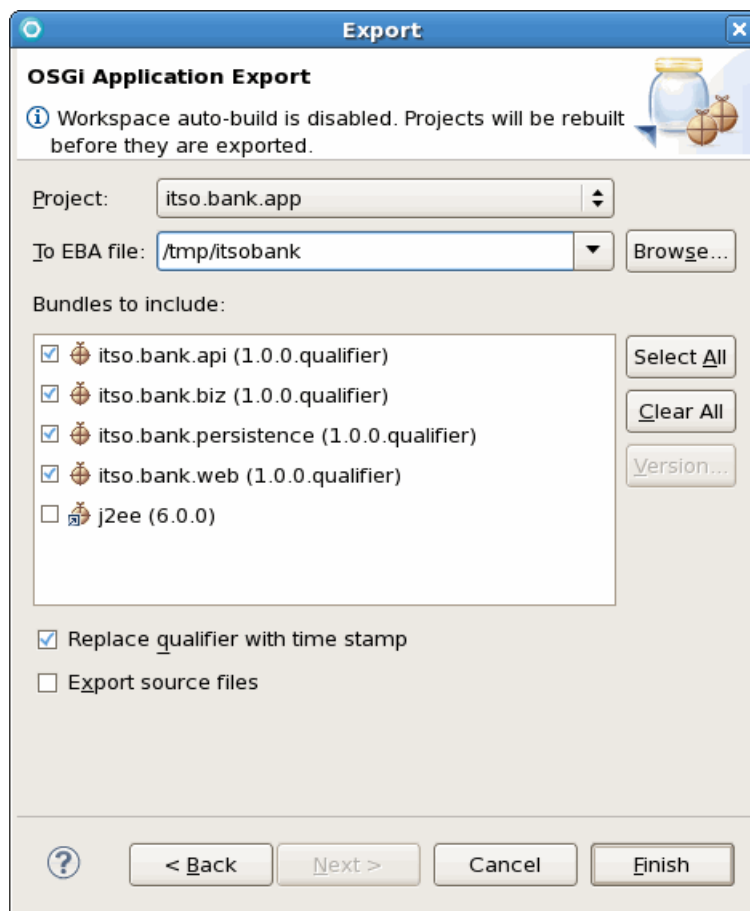 Export
OSGi Application Export
Workspace auto-build is disabled. Projects will be rebuilt
before they are exported.
Project: itso.bank.app
To EBA file: /tmp/itsobank Browse...
Bundles to include:
itso.bank.api (1.0.0.qualifier)
Select All
itso.bank.biz (1.0.0.qualifier)
Clear All
itso.bank.persistence (1.0.0.qualifier)
itso.bank.web (1.0.0.qualifier)
Version...
j2ee (6.0.0)
Replace qualifier with time stamp
Export source files
? < Back Next > Cancel Finish